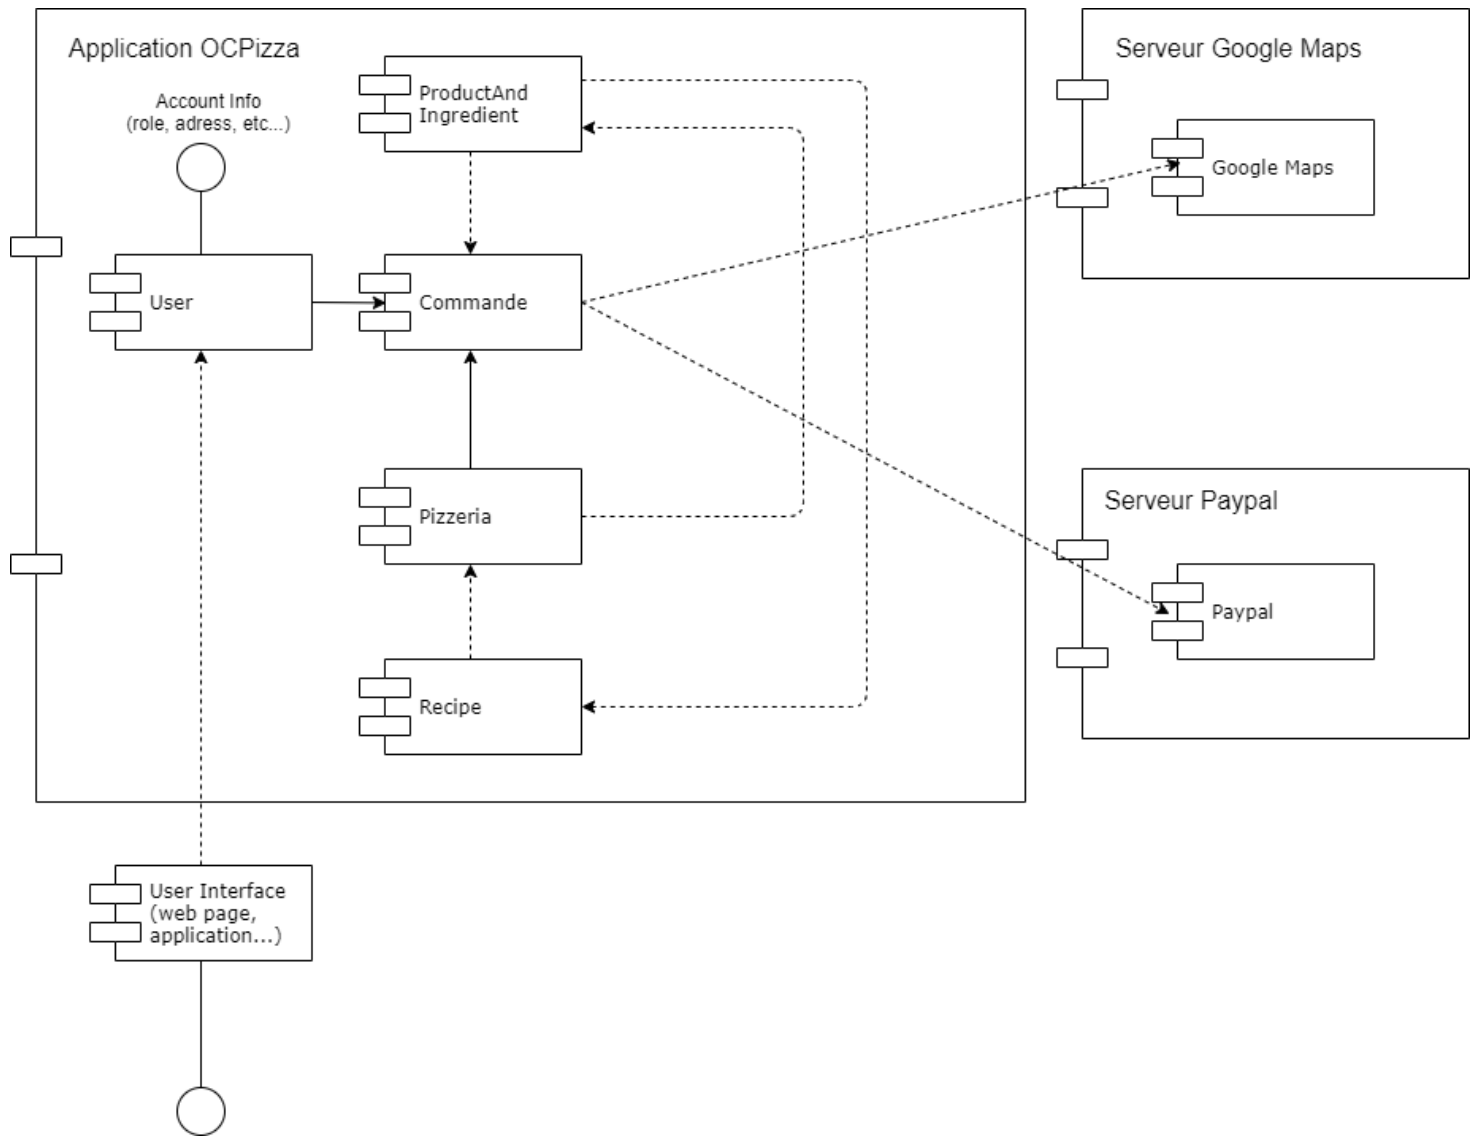 Application OCPizza
Account Info
(role, adress, etc...)
ProductAnd
Ingredient
User
Commande
Pizzeria
Recipe
Serveur Google Maps
Google Maps
Serveur Paypal
Paypal
User Interface
(web page,
application...)